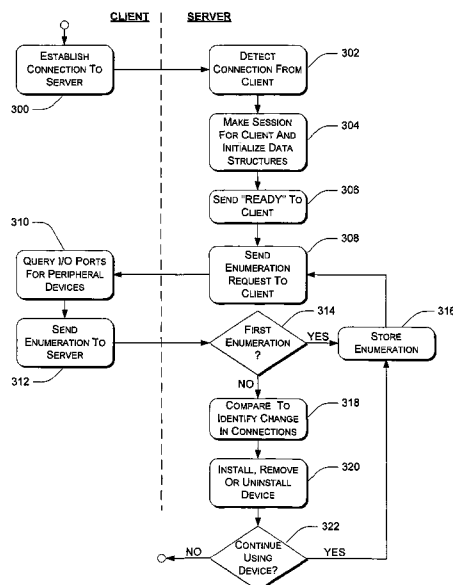 CLIENT
SERVER
ESTABLISH
CONNECTION TO
SERVER
300
DETECT
CONNECTION FROM
CLIENT
302
MAKE SESSION
FOR CLIENT AND
INITIALIZE DATA
STRUCTURES
304
SEND "READY" TO
CLIENT
306
310
QUERY I/O PORTS
FOR PERIPHERAL
DEVICES
SEND
ENUMERATION
REQUEST TO
CLIENT
308
SEND
ENUMERATION TO
SERVER
312
FIRST
ENUMERATION
?
314
YES
STORE
ENUMERATION
316
NO
COMPARE TO
IDENTIFY CHANGE
IN CONNECTIONS
318
INSTALL, REMOVE
OR UNINSTALL
DEVICE
320
CONTINUE
USING
DEVICE?
322
NO
YES